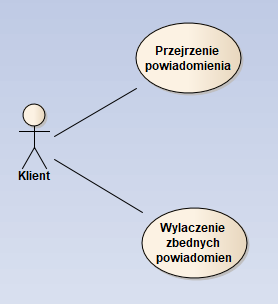 Przejrzenie
powiadomienia
Klient
Wylaczenie
zbednych
powiadomien